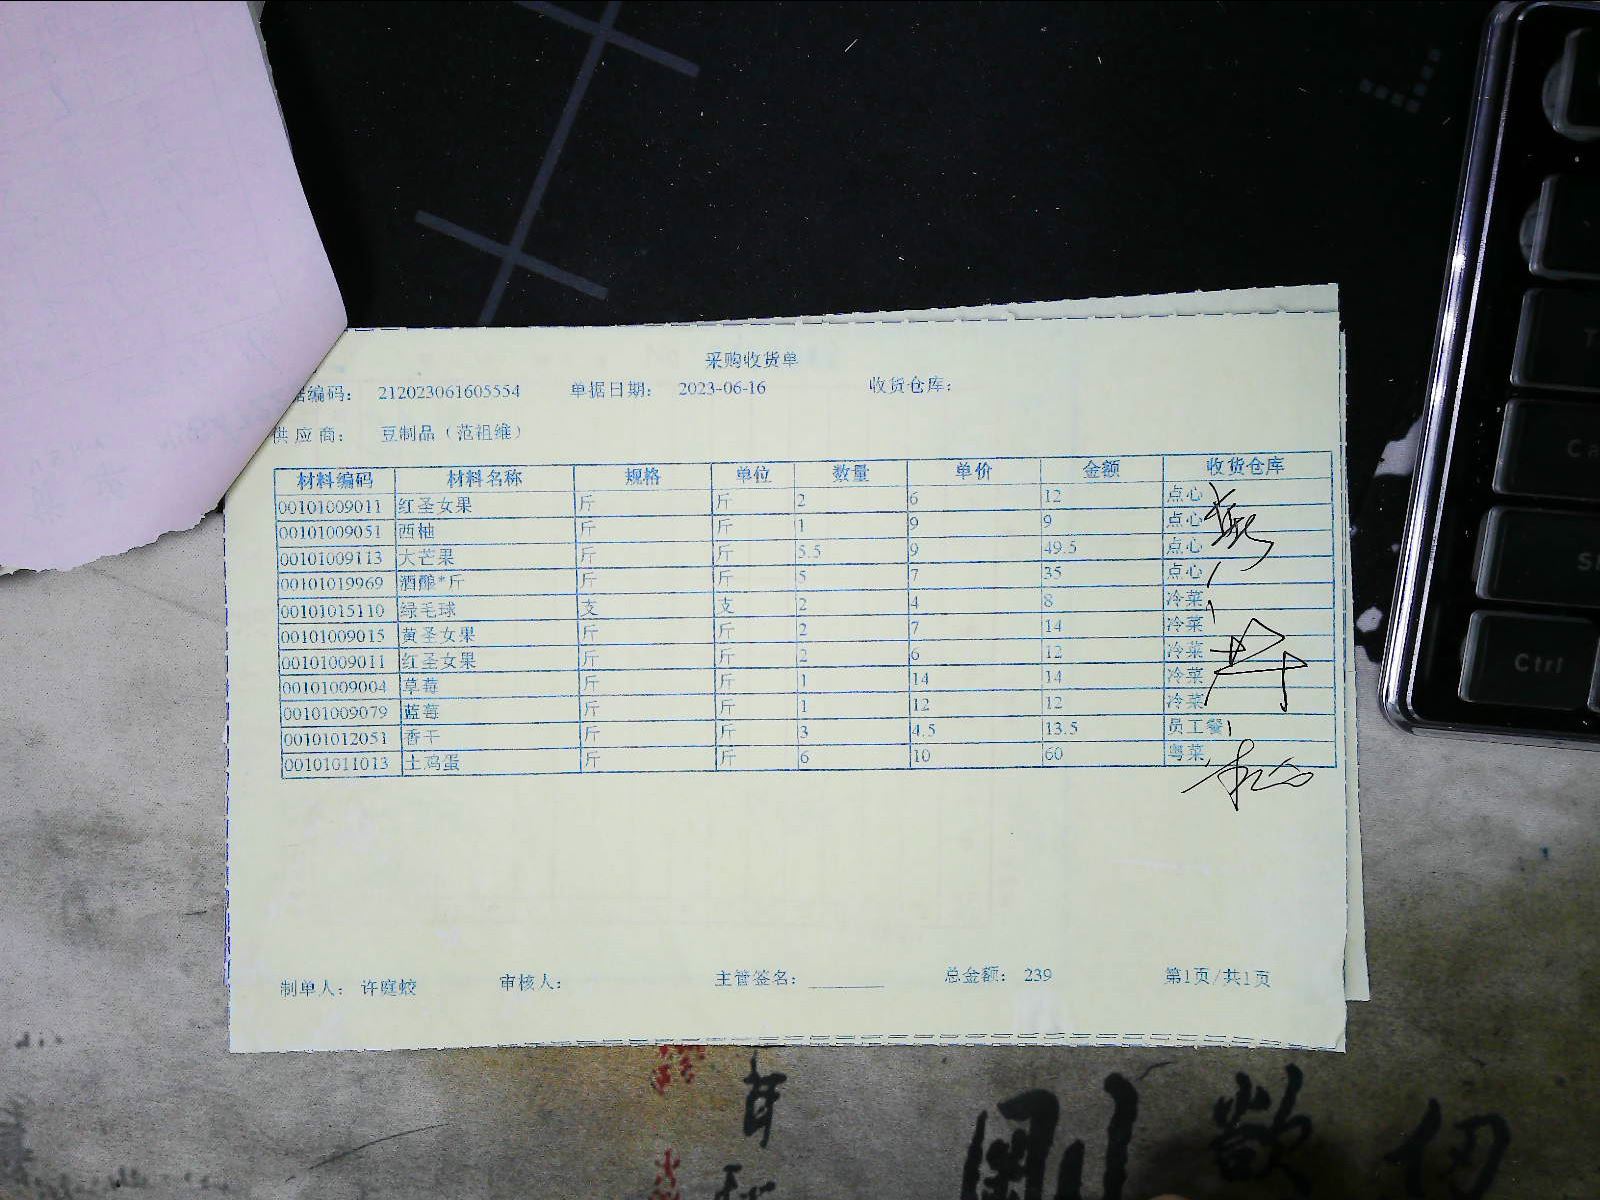 采购收货单
据编码： 212023061605554 单据日期： 2023-06-16 收货仓库：
供应商： 豆制品（范祖维）
材料编码 材料名称 规格 单位 数量 单价 金额 收货仓库
00101009011 红圣女果 斤 斤 2 6 12 点心
00101009051 西柚 斤 斤 1 9 9 点心
00101009113 大芒果 斤 斤 5.5 9 49.5 点心
00101019969 酒酿*斤 斤 斤 5 7 35 点心
00101015110 绿毛球 支 支 2 4 8 冷菜
00101009015 黄圣女果 斤 斤 2 7 14 冷菜
00101009011 红圣女果 斤 斤 2 6 12 冷菜
00101009004 草莓 斤 斤 1 14 14 冷菜
00101009079 蓝莓 斤 斤 1 12 12 冷菜
00101012051 香干 斤 斤 3 4.5 13.5 员工餐
00101011013 土鸡蛋 斤 斤 6 10 60 粤菜
制单人： 许庭蛟 审核人： 主管签名： 总金额： 239 第1页/共1页
Ctrl
剛 欲